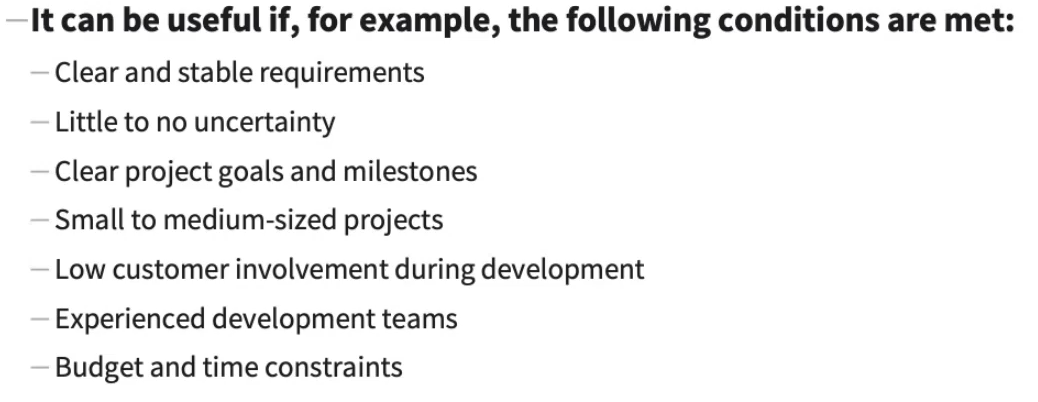 —It can be useful if, for example, the following conditions are met:
— Clear and stable requirements
— Little to no uncertainty
— Clear project goals and milestones
— Small to medium-sized projects
— Low customer involvement during development
— Experienced development teams
— Budget and time constraints